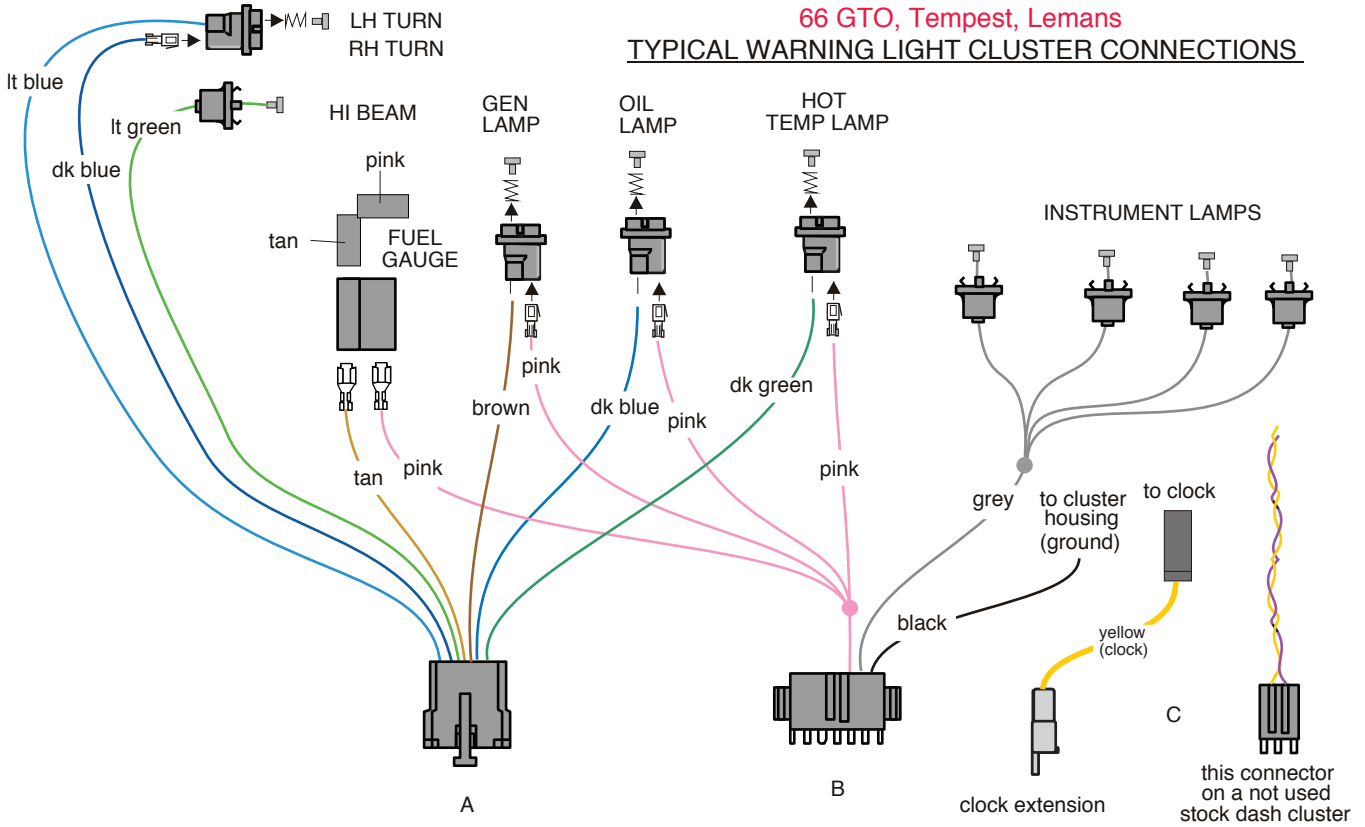 66 GTO, Tempest, Lemans
TYPICAL WARNING LIGHT CLUSTER CONNECTIONS
LH TURN
RH TURN
lt blue
dk blue
lt green
HI BEAM
pink
tan
FUEL
GAUGE
GEN
LAMP
OIL
LAMP
HOT
TEMP LAMP
INSTRUMENT LAMPS
tan
pink
brown
pink
dk blue
pink
dk green
pink
grey
black
to cluster
housing
(ground)
to clock
yellow
(clock)
A
B
C
clock extension
this connector
on a not used
stock dash cluster